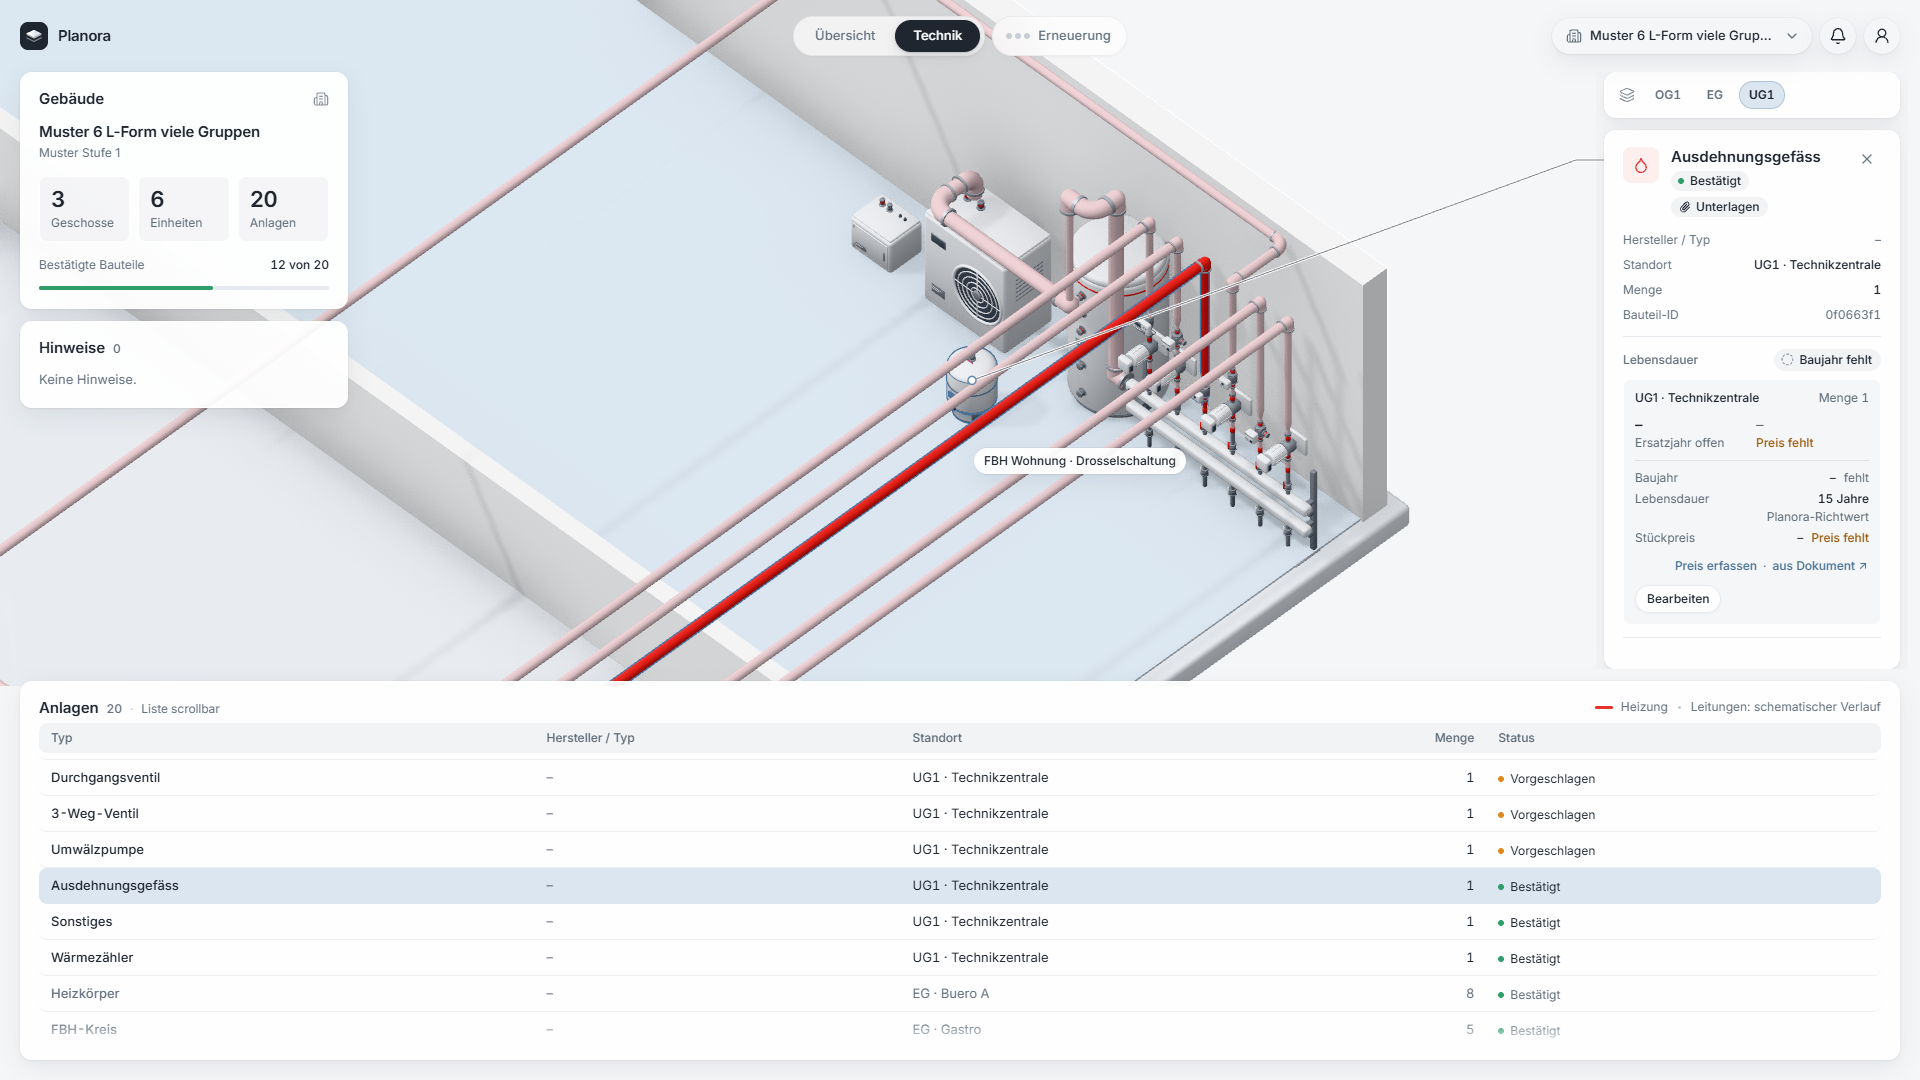 Planora
Übersicht
Technik
Erneuerung
Muster 6 L-Form viele Grup...
Gebäude
Muster 6 L-Form viele Gruppen
Muster Stufe 1
3
Geschosse
6
Einheiten
20
Anlagen
Bestätigte Bauteile
12 von 20
Hinweise 0
Keine Hinweise.
FBH Wohnung · Drosselschaltung
OG1
EG
UG1
Ausdehnungsgefäss
Bestätigt
Unterlagen
Hersteller / Typ –
Standort UG1 · Technikzentrale
Menge 1
Bauteil-ID 0f0663f1
Lebensdauer Baujahr fehlt
UG1 · Technikzentrale Menge 1
– –
Ersatzjahr offen Preis fehlt
Baujahr – fehlt
Lebensdauer 15 Jahre
Planora-Richtwert
Stückpreis – Preis fehlt
Preis erfassen · aus Dokument ↗
Bearbeiten
Anlagen 20 · Liste scrollbar
Heizung • Leitungen: schematischer Verlauf
Typ Hersteller / Typ Standort Menge Status
Durchgangsventil – UG1 · Technikzentrale 1 Vorgeschlagen
3-Weg-Ventil – UG1 · Technikzentrale 1 Vorgeschlagen
Umwälzpumpe – UG1 · Technikzentrale 1 Vorgeschlagen
Ausdehnungsgefäss – UG1 · Technikzentrale 1 Bestätigt
Sonstiges – UG1 · Technikzentrale 1 Bestätigt
Wärmezähler – UG1 · Technikzentrale 1 Bestätigt
Heizkörper – EG · Buero A 8 Bestätigt
FBH-Kreis – EG · Gastro 5 Bestätigt